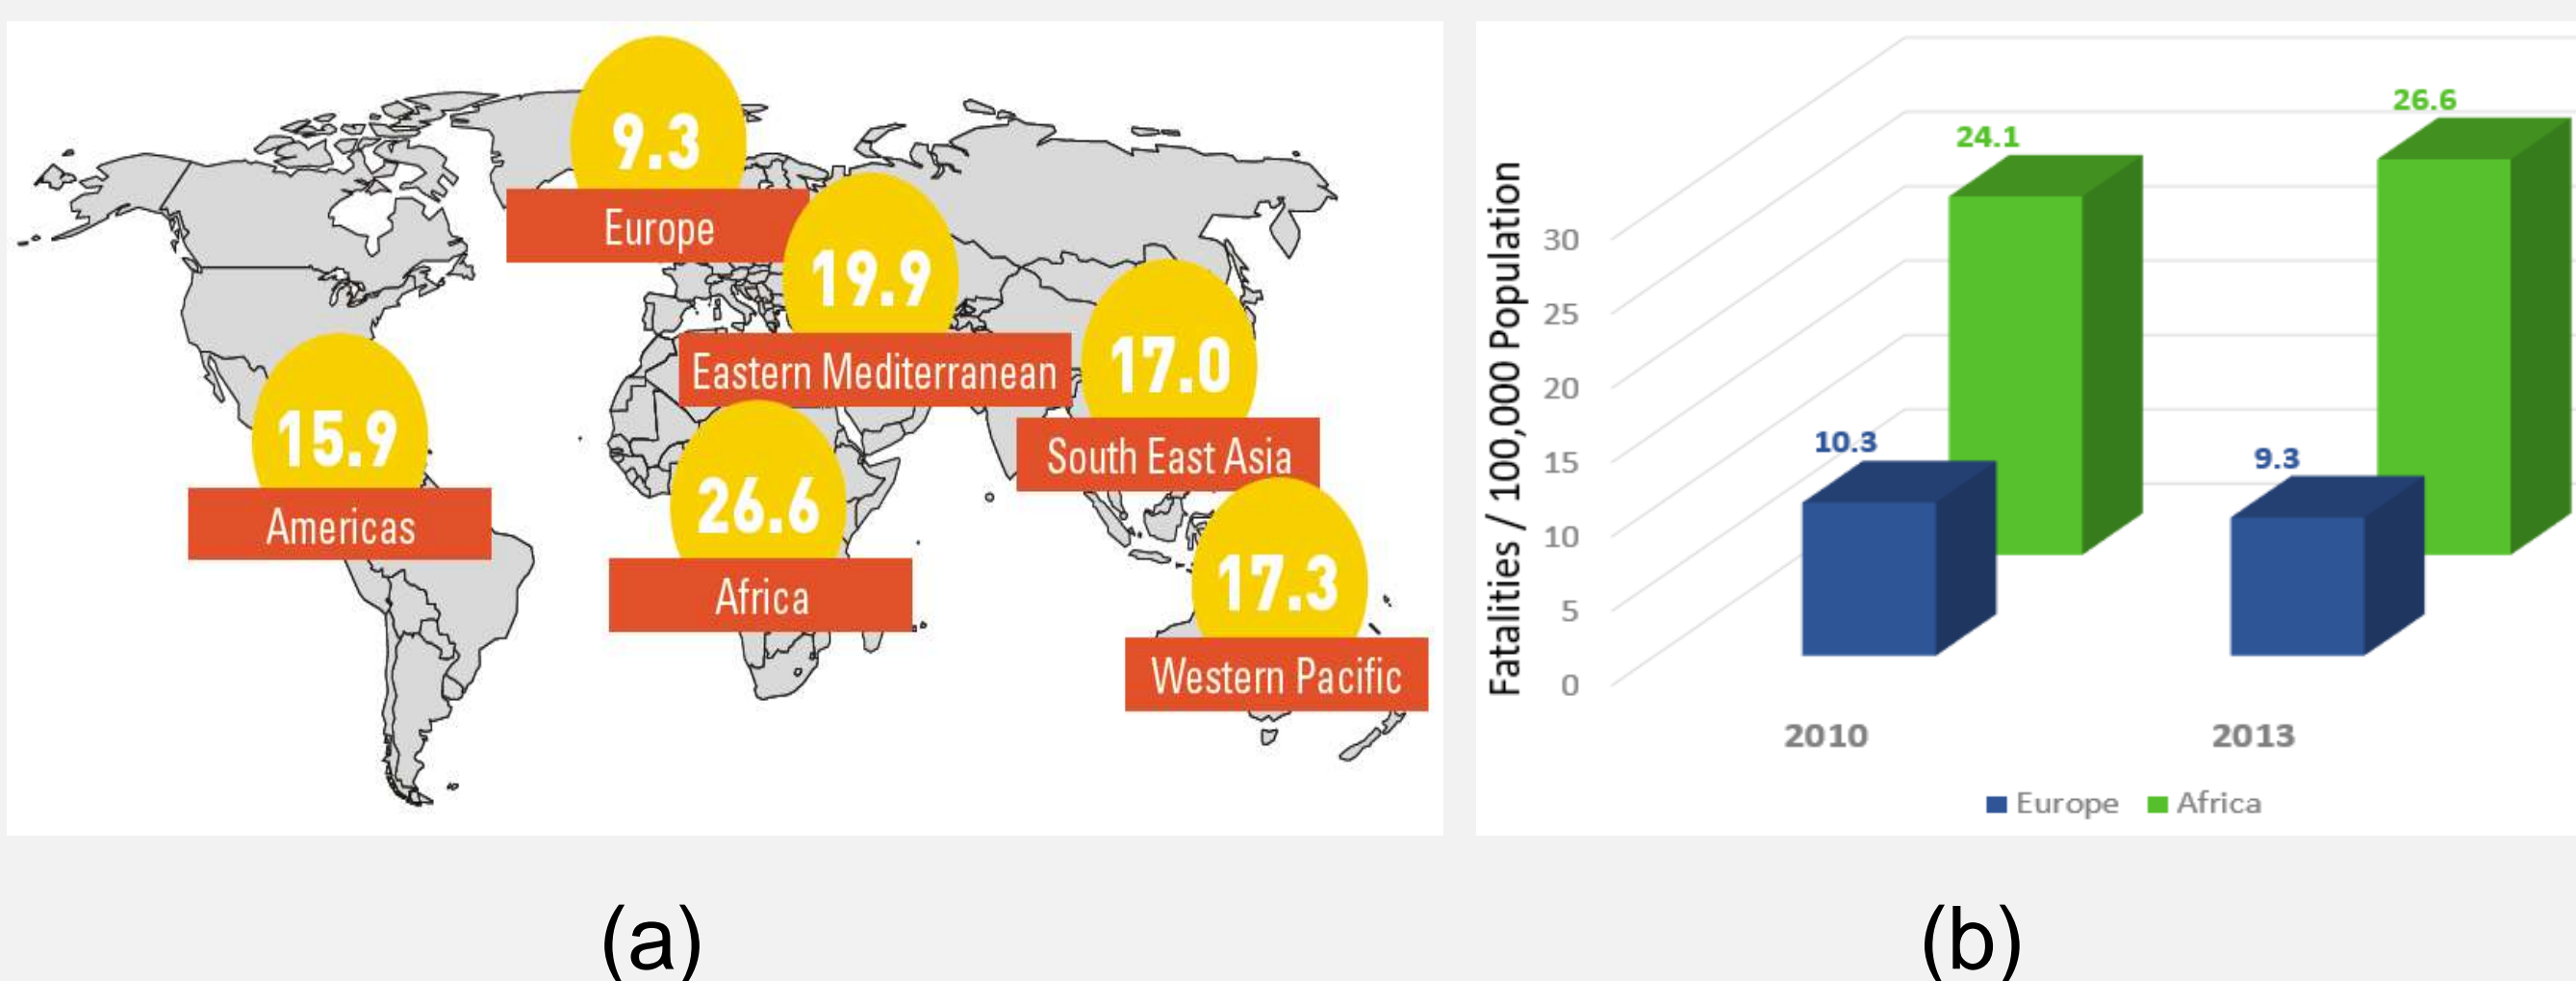 9.3
Europe
19.9
Eastern Mediterranean
17.0
South East Asia
15.9
Americas
26.6
Africa
17.3
Western Pacific
(a)
Fatalities / 100,000 Population
30
25
20
15
10
5
0
10.3
24.1
9.3
26.6
2010
2013
Europe
Africa
(b)